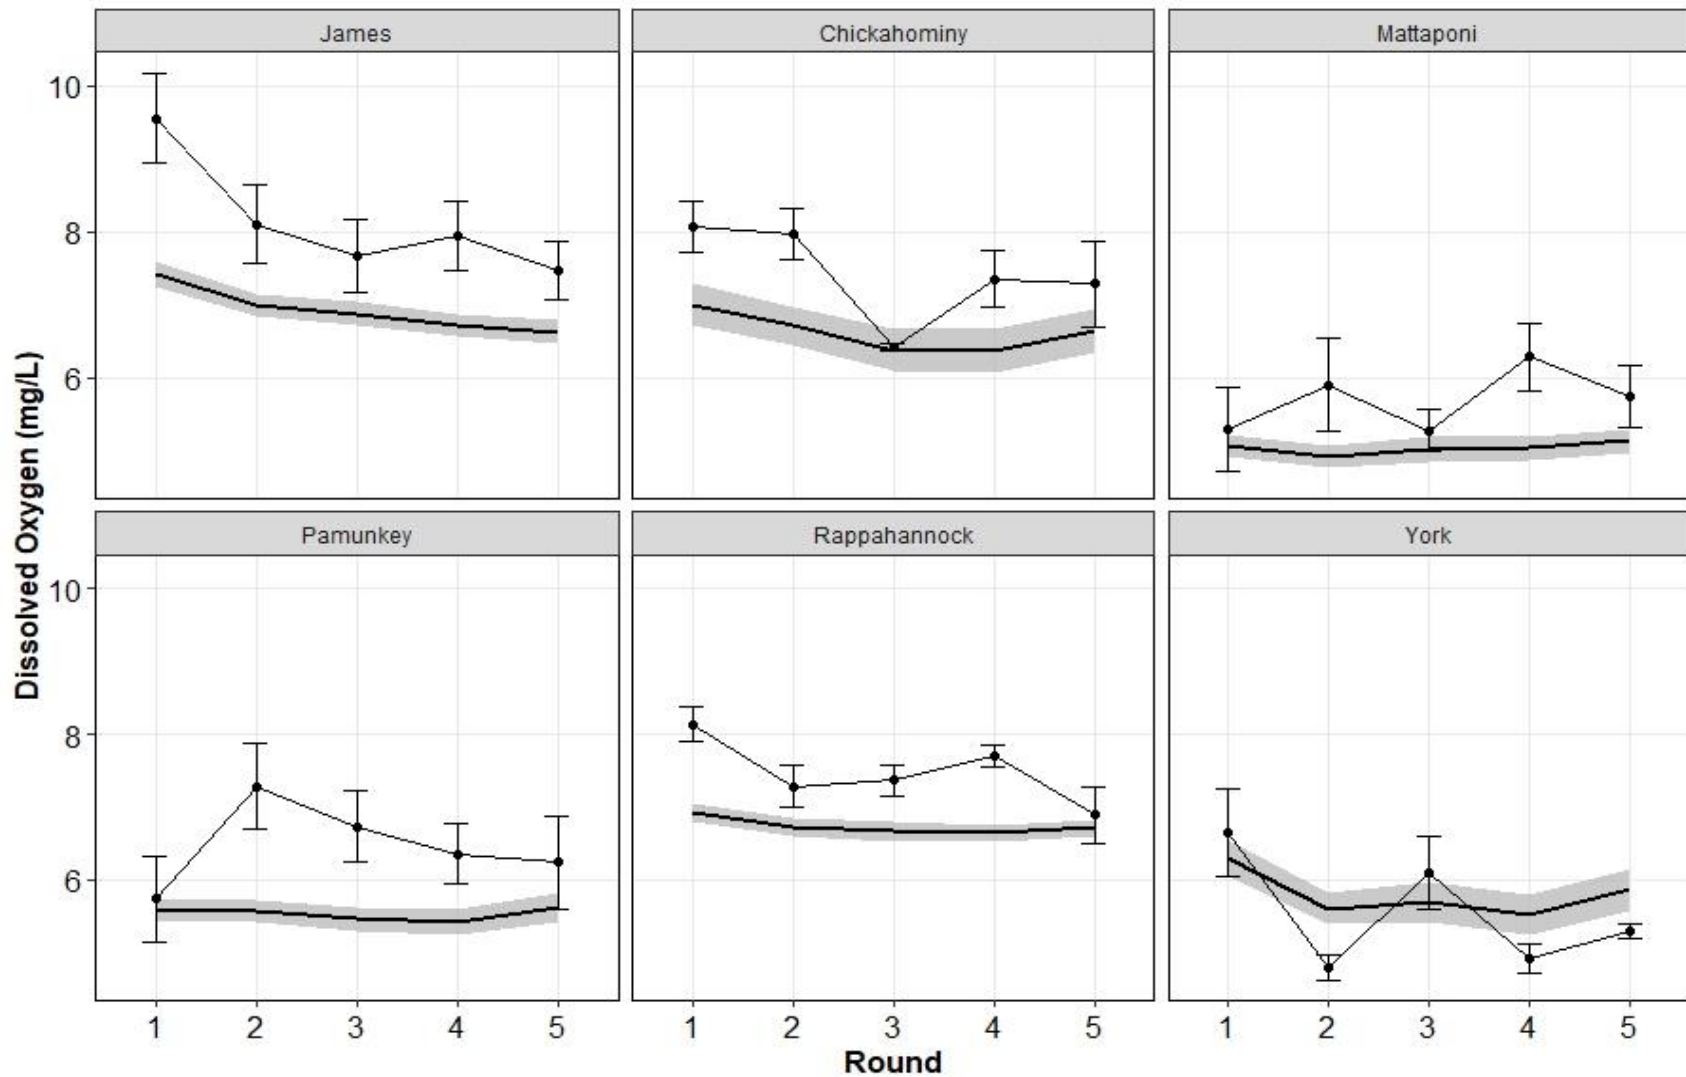 Dissolved Oxygen (mg/L)
James
Chickahominy
Mattaponi
10
8
6
Pamunkey
Rappahannock
York
10
8
6
1 2 3 4 5
1 2 3 4 5
1 2 3 4 5
Round